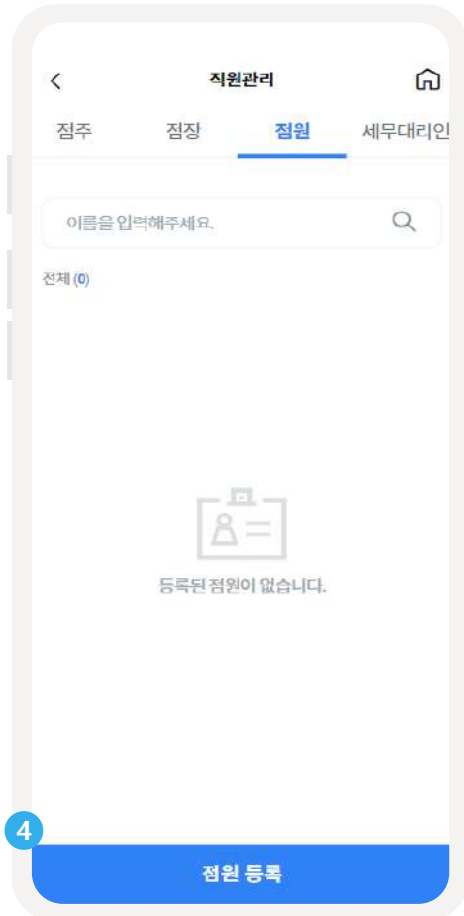 직원관리
점주 점장 점원 세무대리인
이름을 입력해주세요.
전체 (0)
등록된 점원이 없습니다.
4
점원 등록